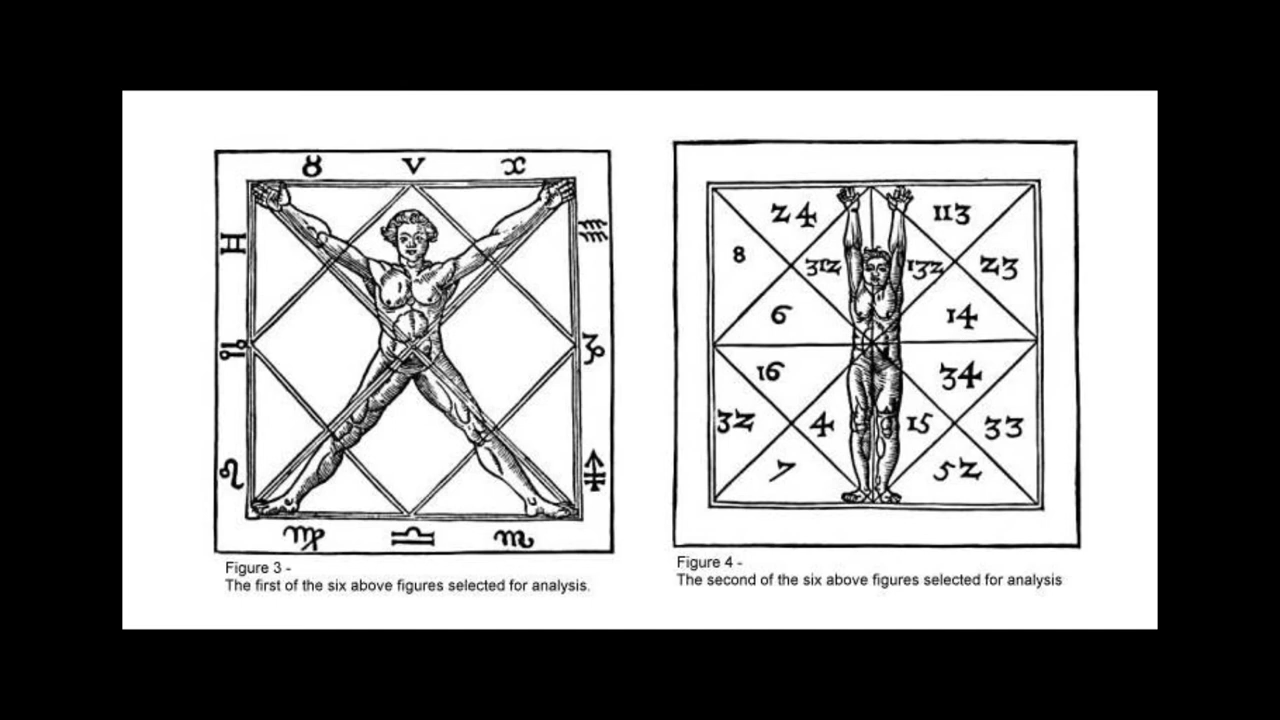 ♉ ♈ ♓
♊ ♒
♋ ♑
♌ ♐
♍ ♎ ♏
Figure 3 -
The first of the six above figures selected for analysis.
24 113
8 312 132 23
6 14
16 34
32 4 15 33
7 52
Figure 4 -
The second of the six above figures selected for analysis